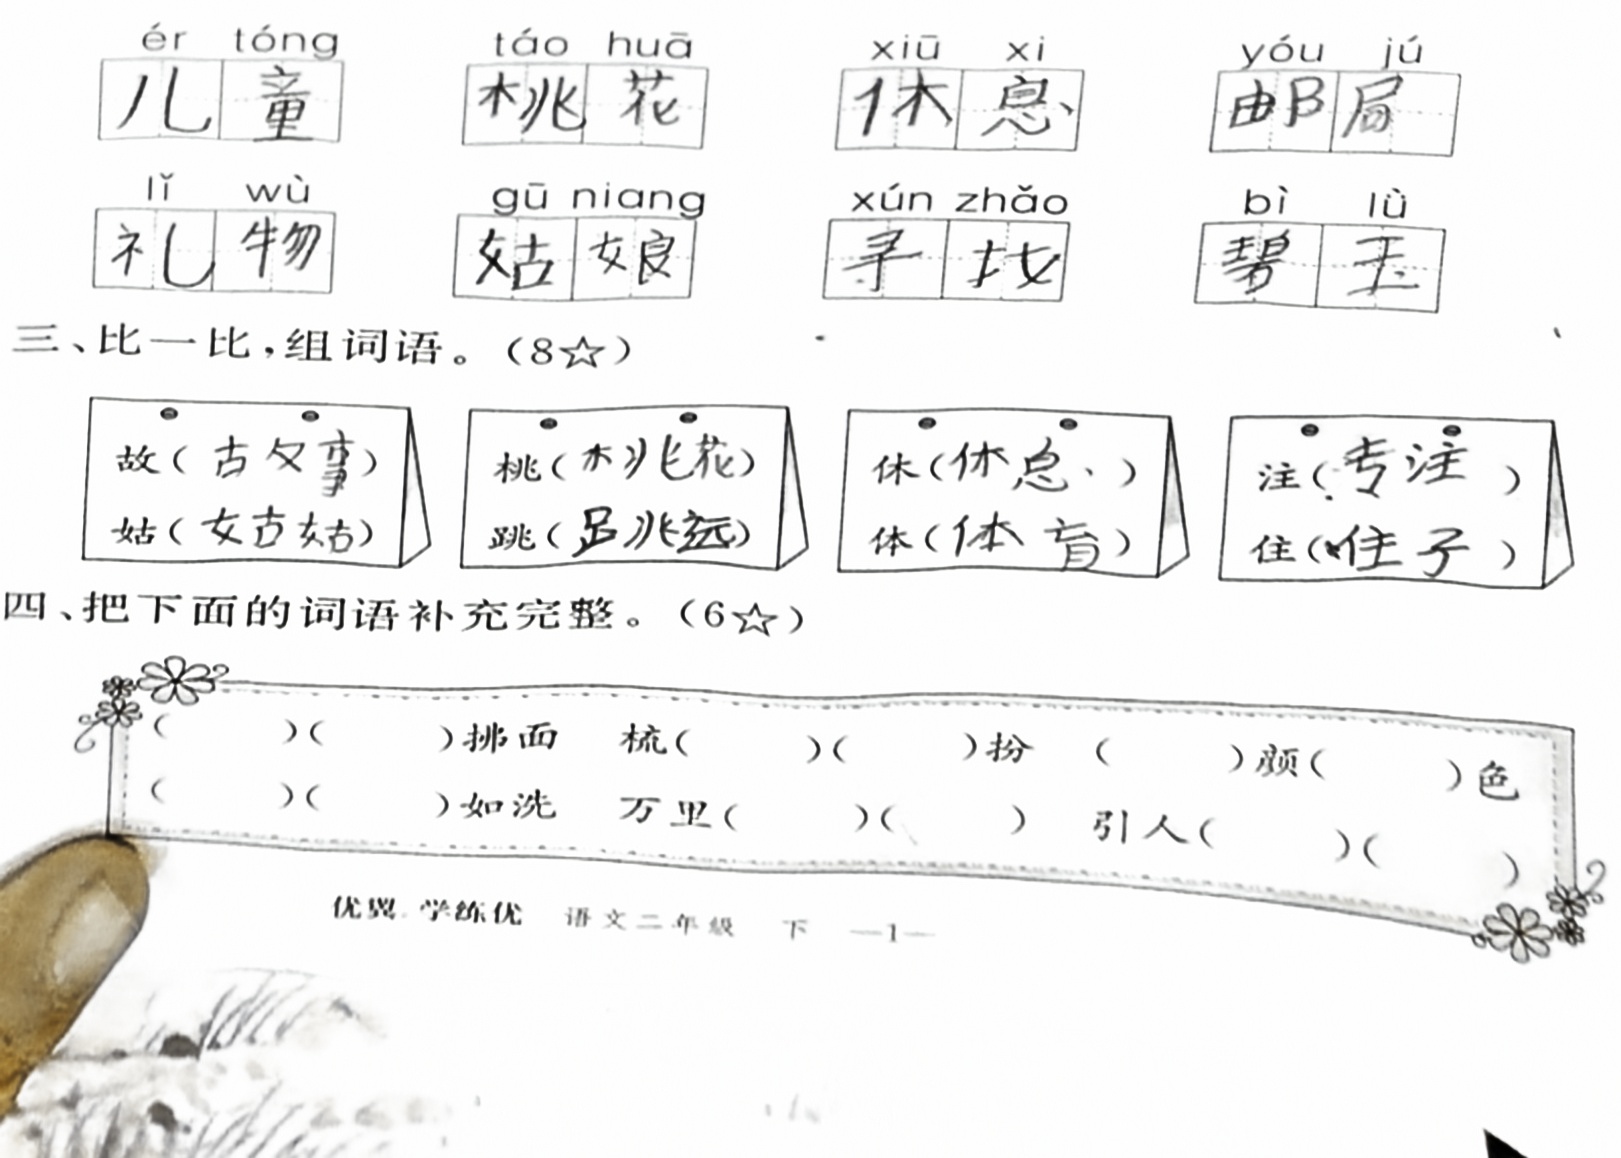 ér tóng táo huā xiū xi yóu jú
儿童 桃花 休息 邮局
lǐ wù gū niang xún zhǎo bì lǜ
礼物 姑娘 寻找 碧玉
三、比一比,组词语。(8☆)
故(故事) 桃(桃花) 休(休息) 注(专注)
姑(姑姑) 跳(跳远) 体(体育) 住(住子)
四、把下面的词语补充完整。(6☆)
( )( )拂面 梳( )( )扮 ( )颜( )色
( )( )如洗 万里( )( ) 引人( )( )
优翼 学练优 语文二年级 下 —1—